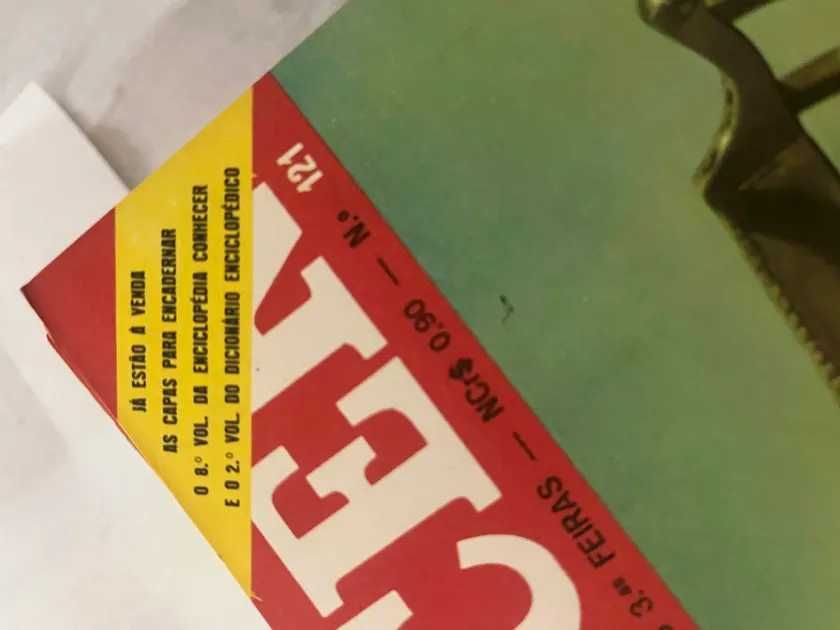 JÁ ESTÃO À VENDA
AS CAPAS PARA ENCADERNAR
O 8.º VOL. DA ENCICLOPÉDIA CONHECER
E O 2.º VOL. DO DICIONÁRIO ENCICLOPÉDICO
CER
3.as FEIRAS — NCr$ 0,90 — N.º 121